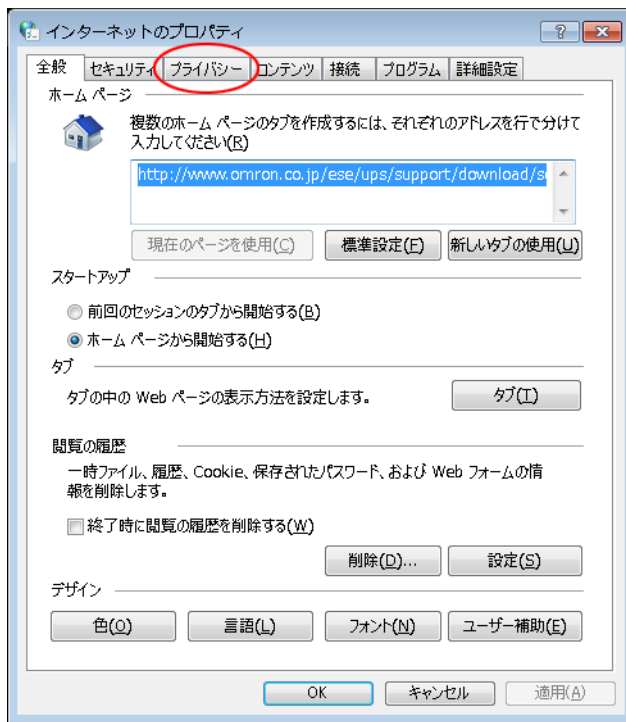 インターネットのプロパティ
全般 セキュリティ プライバシー コンテンツ 接続 プログラム 詳細設定
ホーム ページ
複数のホーム ページのタブを作成するには、それぞれのアドレスを行で分けて
入力してください(R)
http://www.omron.co.jp/ese/ups/support/download/s
現在のページを使用(C) 標準設定(F) 新しいタブの使用(U)
スタートアップ
前回のセッションのタブから開始する(B)
ホーム ページから開始する(H)
タブ
タブの中の Web ページの表示方法を設定します。 タブ(T)
閲覧の履歴
一時ファイル、履歴、Cookie、保存されたパスワード、および Web フォームの情
報を削除します。
終了時に閲覧の履歴を削除する(W)
削除(D)... 設定(S)
デザイン
色(O) 言語(L) フォント(N) ユーザー補助(E)
OK キャンセル 適用(A)